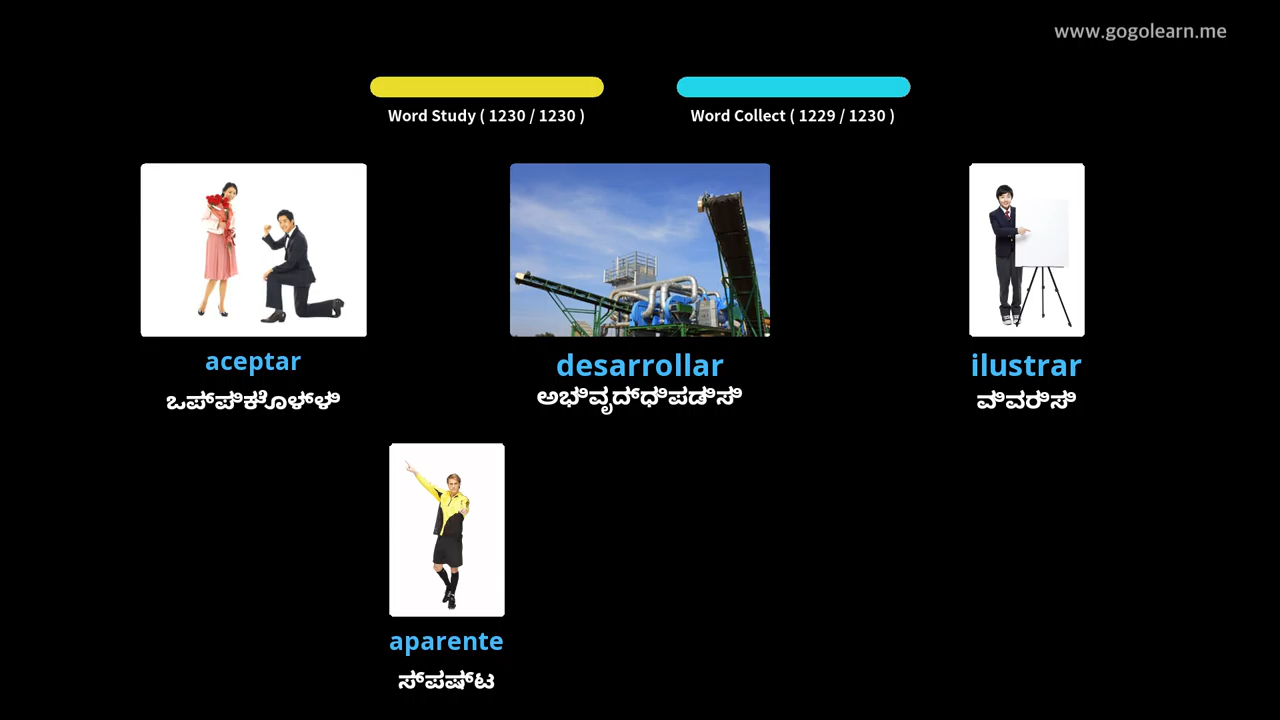 www.gogolearn.me
Word Study ( 1230 / 1230 )
Word Collect ( 1229 / 1230 )
aceptar
ಒಪ್ಪಿಕೊಳ್ಳಿ
desarrollar
ಅಭಿವೃದ್ಧಿಪಡಿಸಿ
ilustrar
ವಿವರಿಸಿ
aparente
ಸ್ಪಷ್ಟ